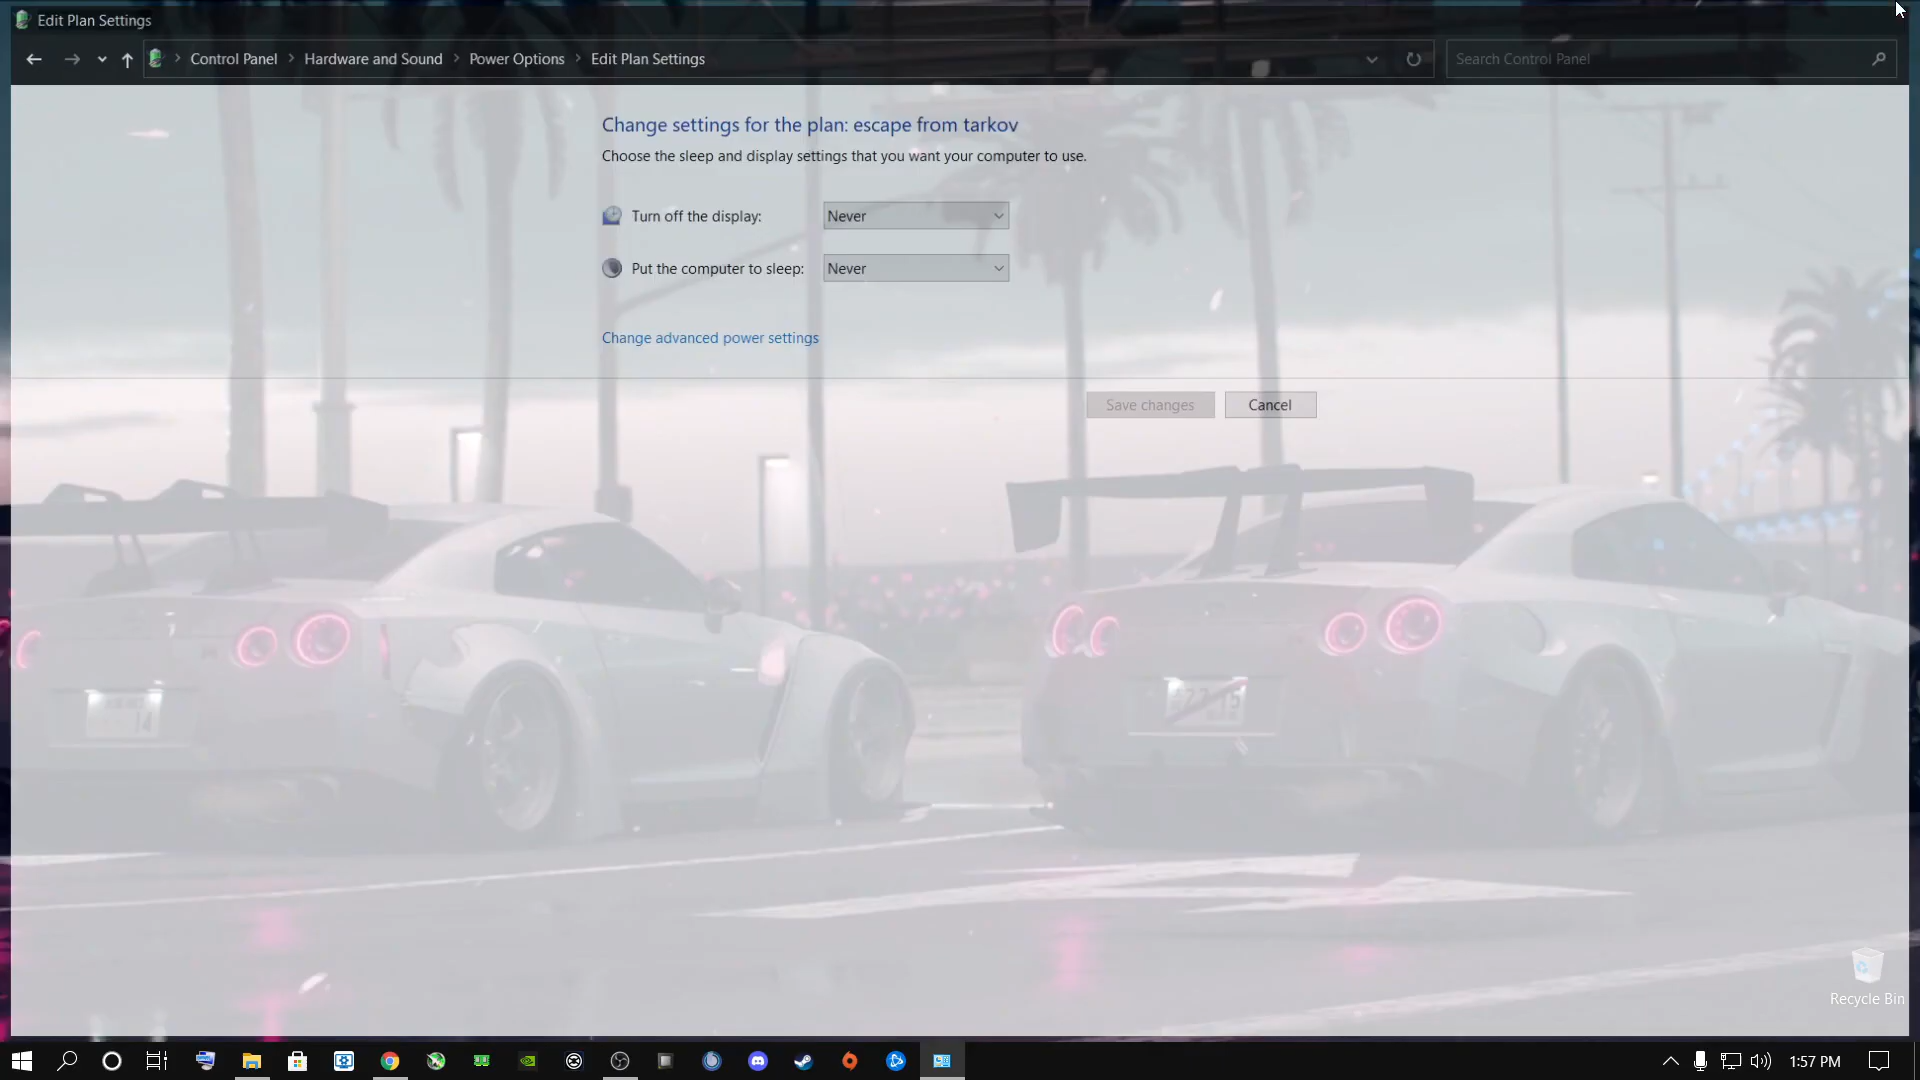 Edit Plan Settings
Control Panel > Hardware and Sound > Power Options > Edit Plan Settings
Search Control Panel
Change settings for the plan: escape from tarkov
Choose the sleep and display settings that you want your computer to use.
Turn off the display: Never
Put the computer to sleep: Never
Change advanced power settings
Save changes Cancel
14
Recycle Bin
1:57 PM